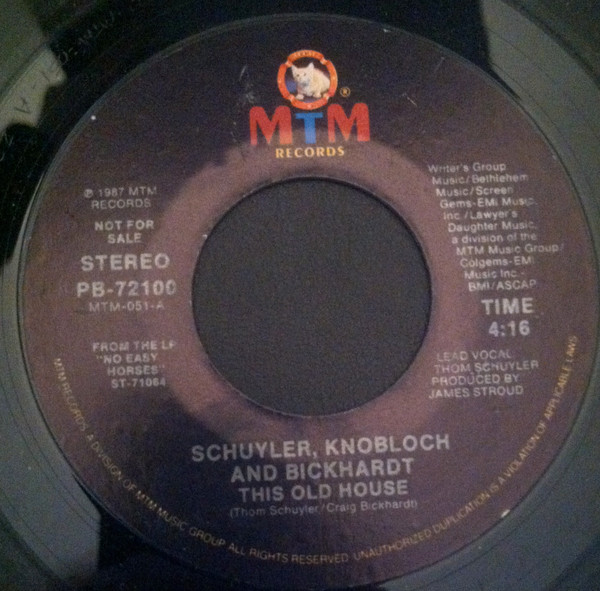 MTM
®
RECORDS
℗ 1987 MTM
RECORDS
NOT FOR
SALE
STEREO
PB-72100
MTM-051-A
FROM THE LP
"NO EASY
HORSES"
ST-71064
Writer's Group
Music/Bethlehem
Music/Screen
Gems-EMI Music,
Inc./Lawyer's
Daughter Music,
a division of the
MTM Music Group/
Colgems-EMI
Music Inc.-
BMI/ASCAP
TIME
4:16
LEAD VOCAL:
THOM SCHUYLER
PRODUCED BY
JAMES STROUD
SCHUYLER, KNOBLOCH
AND BICKHARDT
THIS OLD HOUSE
(Thom Schuyler/Craig Bickhardt)
MTM RECORDS, A DIVISION OF MTM MUSIC GROUP ALL RIGHTS RESERVED. UNAUTHORIZED DUPLICATION IS A VIOLATION OF APPLICABLE LAWS